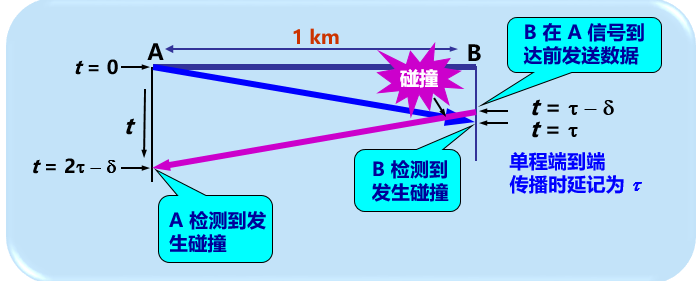 1 km
A
B
t = 0
B 在 A 信号到
达前发送数据
碰撞
t
t = τ − δ
t = τ
B 检测到
发生碰撞
单程端到端
传播时延记为 τ
t = 2τ − δ
A 检测到发
生碰撞